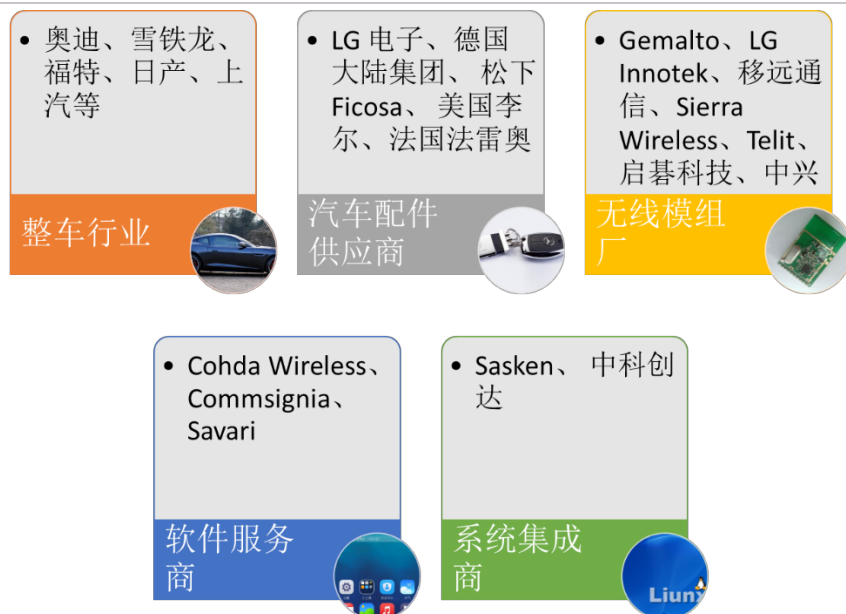 • 奥迪、雪铁龙、
福特、日产、上
汽等
整车行业
• LG 电子、德国
大陆集团、 松下
Ficosa、 美国李
尔、法国法雷奥
汽车配件
供应商
• Gemalto、LG
Innotek、移远通
信、Sierra
Wireless、Telit、
启碁科技、中兴
无线模组
厂
• Cohda Wireless、
Commsignia、
Savari
软件服务
商
• Sasken、 中科创
达
系统集成
商
Liunx